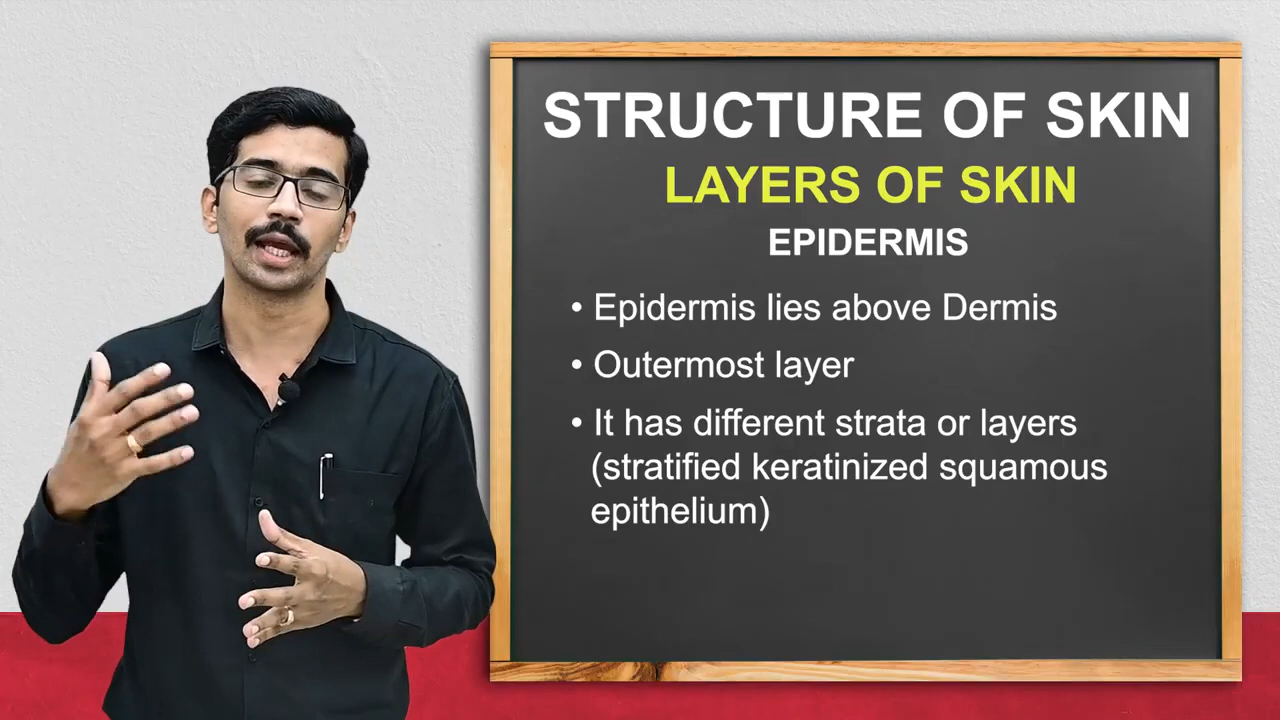 STRUCTURE OF SKIN
LAYERS OF SKIN
EPIDERMIS
• Epidermis lies above Dermis
• Outermost layer
• It has different strata or layers
(stratified keratinized squamous
epithelium)